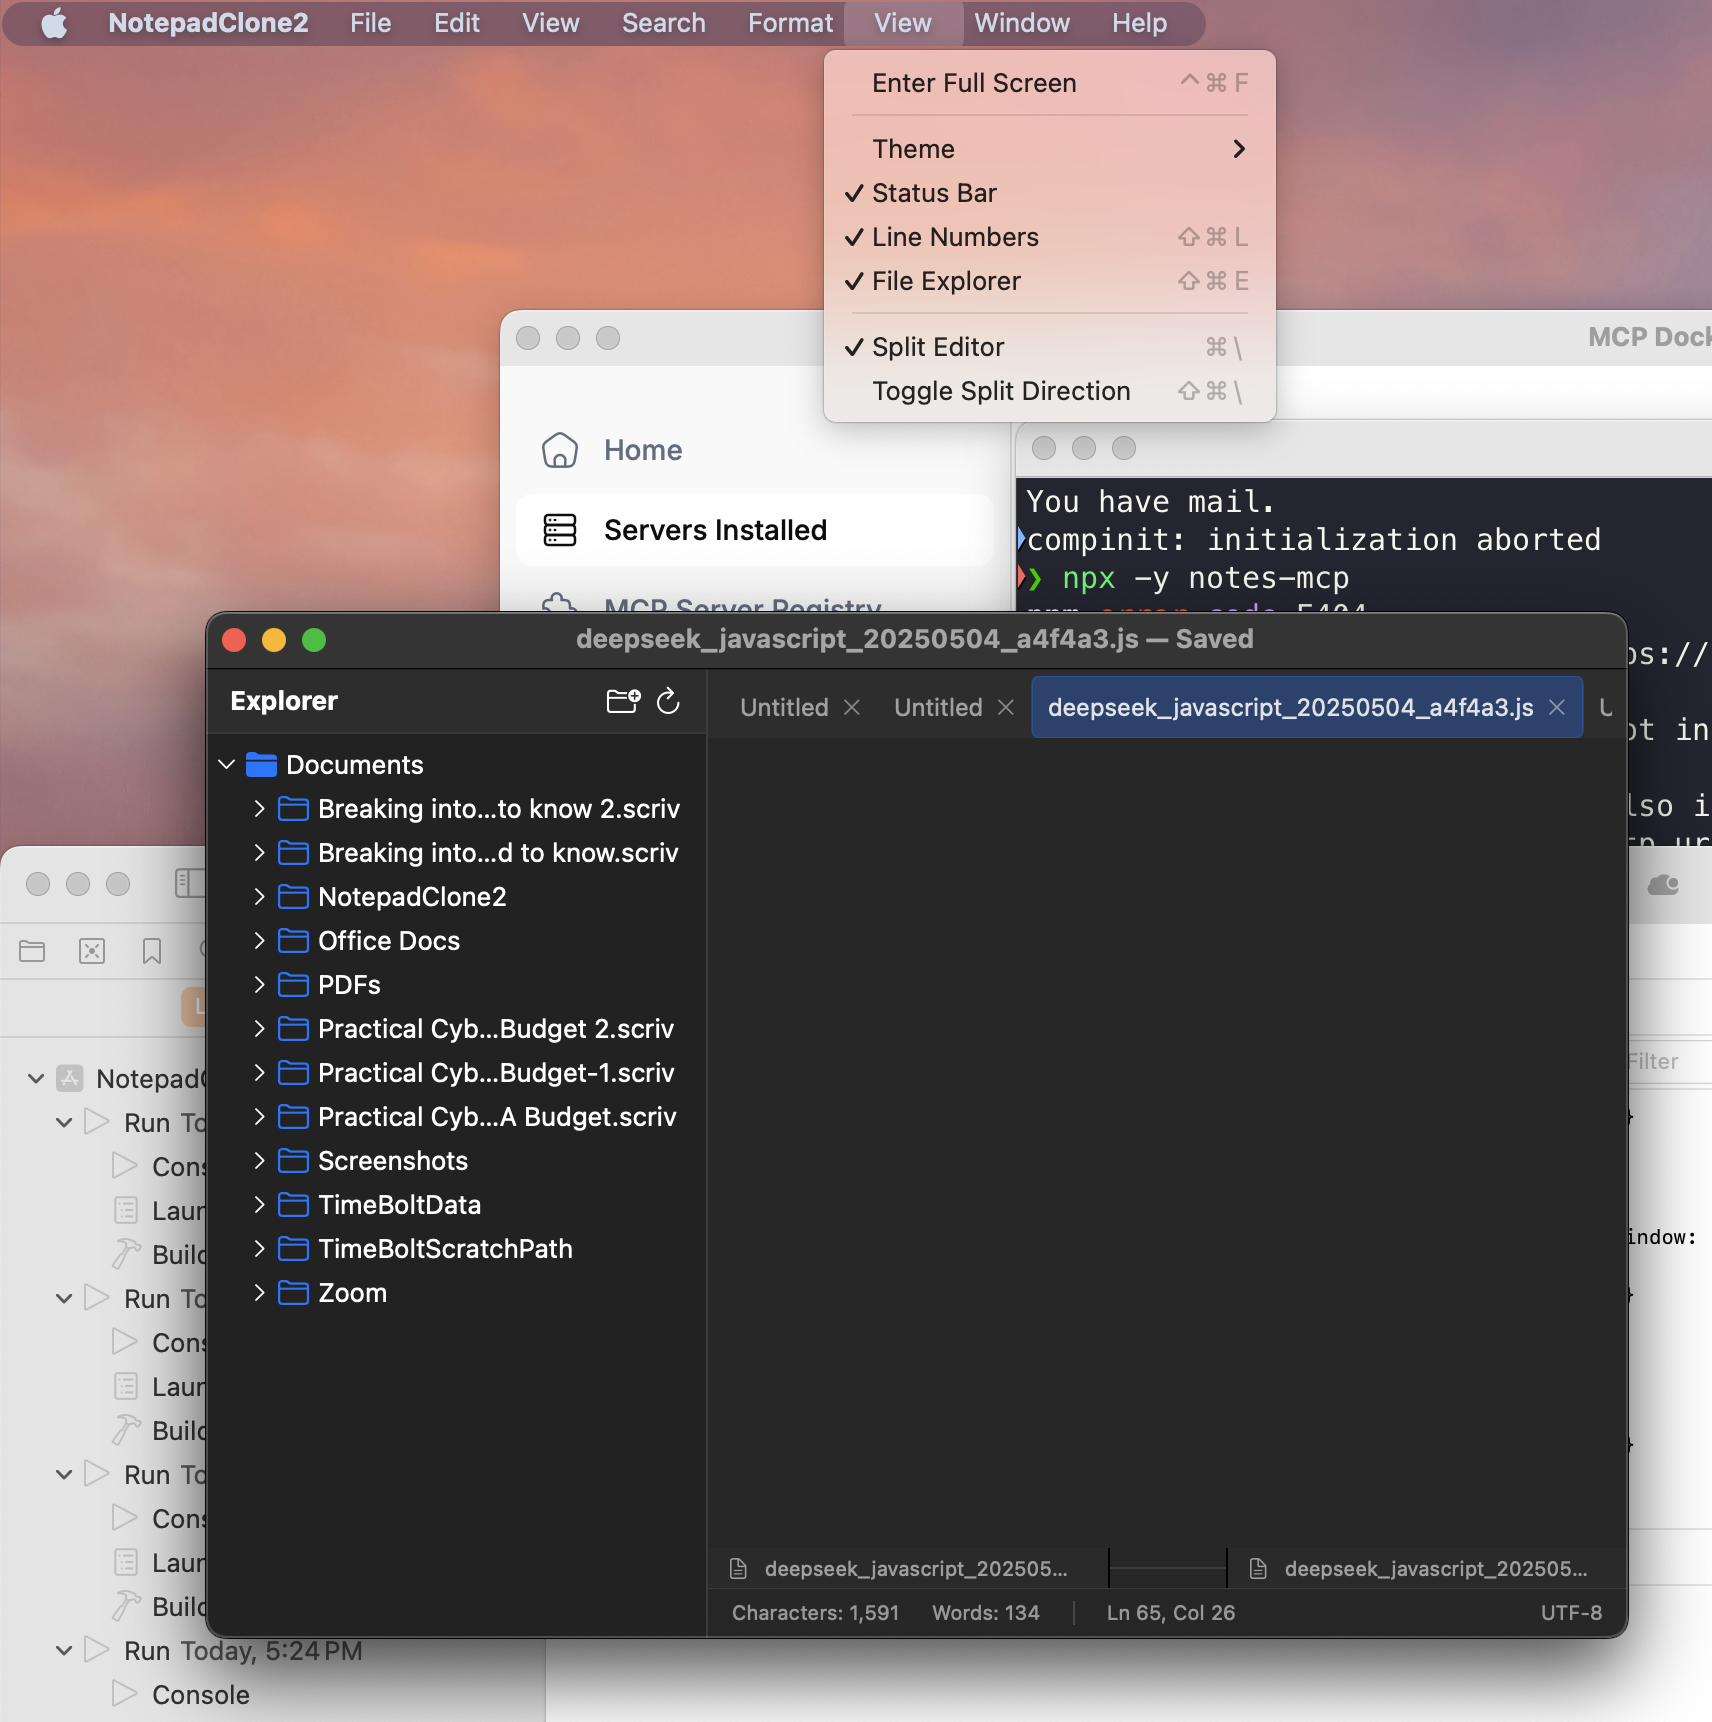 NotepadClone2 File Edit View Search Format View Window Help
Enter Full Screen ^⌘F
Theme
✓ Status Bar
✓ Line Numbers ⇧⌘L
✓ File Explorer ⇧⌘E
✓ Split Editor ⌘\
Toggle Split Direction ⇧⌘\
MCP Dock
Home
Servers Installed
MCP Server Registry
You have mail.
compinit: initialization aborted
❯ npx -y notes-mcp
npm error code E404
ps://
ot in
lso i
deepseek_javascript_20250504_a4f4a3.js — Saved
Explorer
Untitled
Untitled
deepseek_javascript_20250504_a4f4a3.js
U
Documents
Breaking into...to know 2.scriv
Breaking into...d to know.scriv
NotepadClone2
Office Docs
PDFs
Practical Cyb...Budget 2.scriv
Practical Cyb...Budget-1.scriv
Practical Cyb...A Budget.scriv
Screenshots
TimeBoltData
TimeBoltScratchPath
Zoom
deepseek_javascript_202505...
deepseek_javascript_202505...
Characters: 1,591 Words: 134 Ln 65, Col 26 UTF-8
L
NotepadC
Run To
Cons
Laun
Build
Run To
Cons
Laun
Build
Run To
Cons
Laun
Build
Run Today, 5:24 PM
Console
Filter
}
indow:
}
}